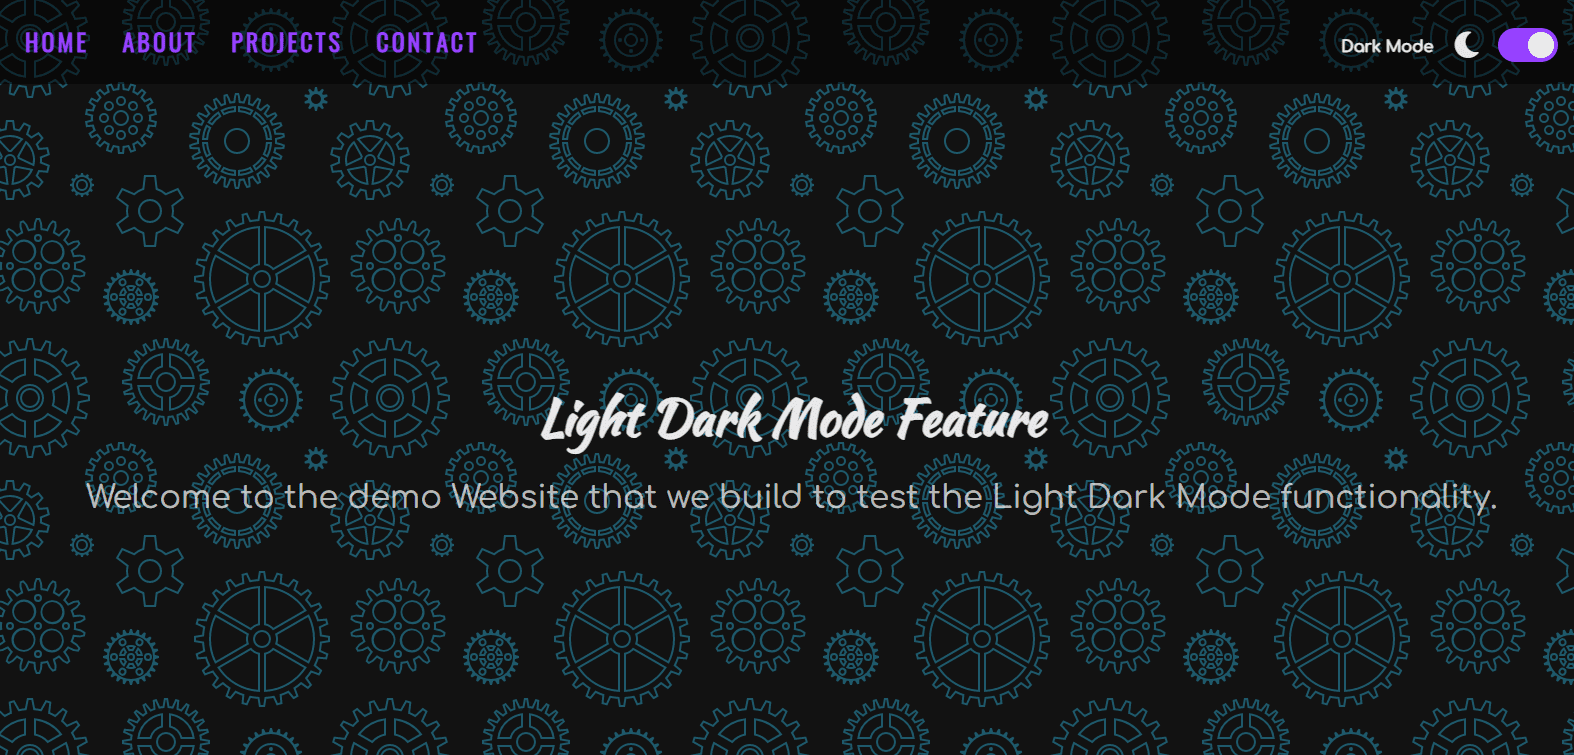 HOME ABOUT PROJECTS CONTACT Dark Mode
Light Dark Mode Feature
Welcome to the demo Website that we build to test the Light Dark Mode functionality.